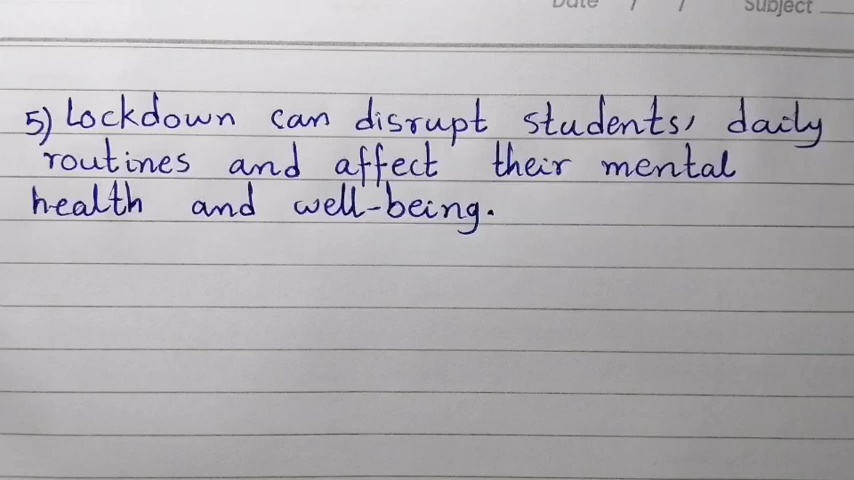 Date / / Subject
5) Lockdown can disrupt students' daily
routines and affect their mental
health and well-being.